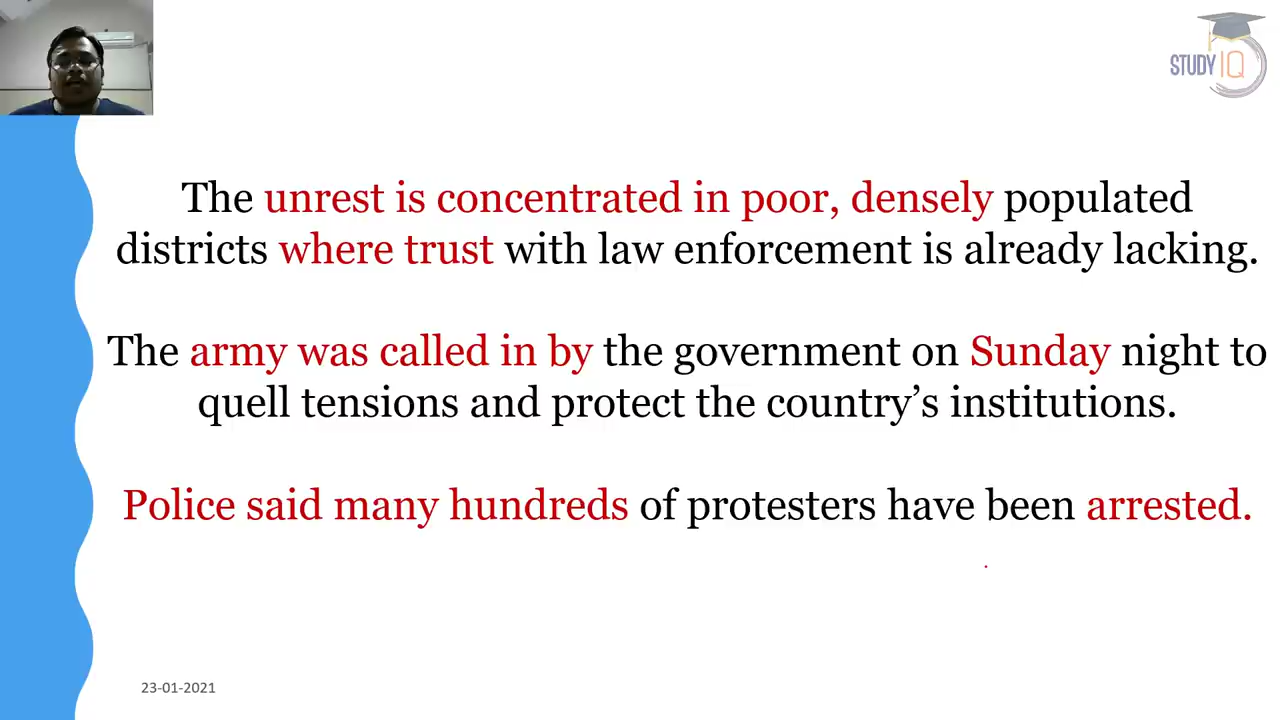 STUDY IQ
The unrest is concentrated in poor, densely populated
districts where trust with law enforcement is already lacking.
The army was called in by the government on Sunday night to
quell tensions and protect the country’s institutions.
Police said many hundreds of protesters have been arrested.
23-01-2021